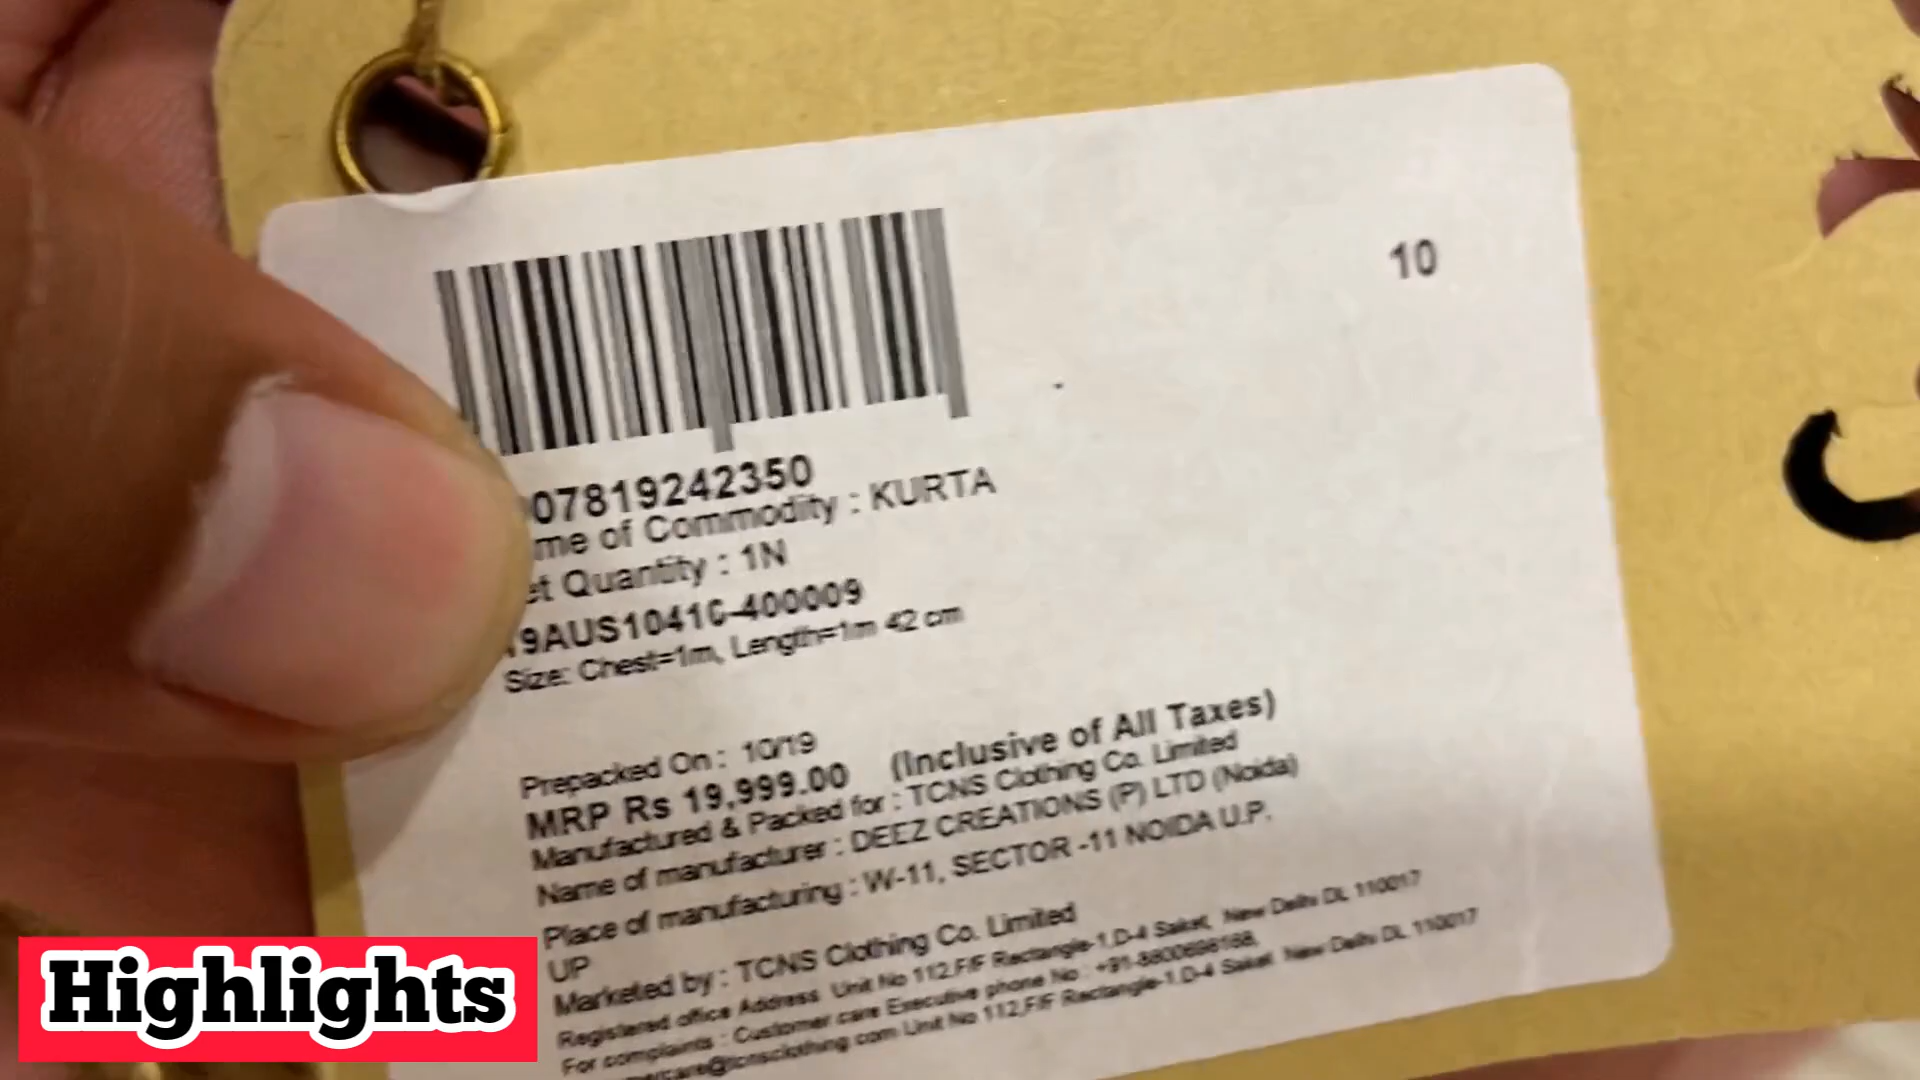 10
07819242350
me of Commodity : KURTA
et Quantity : 1N
19AUS10410-400009
Size: Chest=1m, Length=1m 42 cm
Prepacked On : 10/19
MRP Rs 19,999.00 (Inclusive of All Taxes)
Manufactured & Packed for : TCNS Clothing Co. Limited
Name of manufacturer : DEEZ CREATIONS (P) LTD (Noida)
Place of manufacturing : W-11, SECTOR -11 NOIDA U.P.
UP
Marketed by : TCNS Clothing Co. Limited
Registered office Address Unit No 112,F/F Rectangle-1,D-4 Saket, New Delhi DL 110017
For complaints : Customer care Executive phone No : 
mercare@tcnsclothing.com Unit No 112,F/F Rectangle-1,D-4 Saket New Delhi DL 110017
Highlights